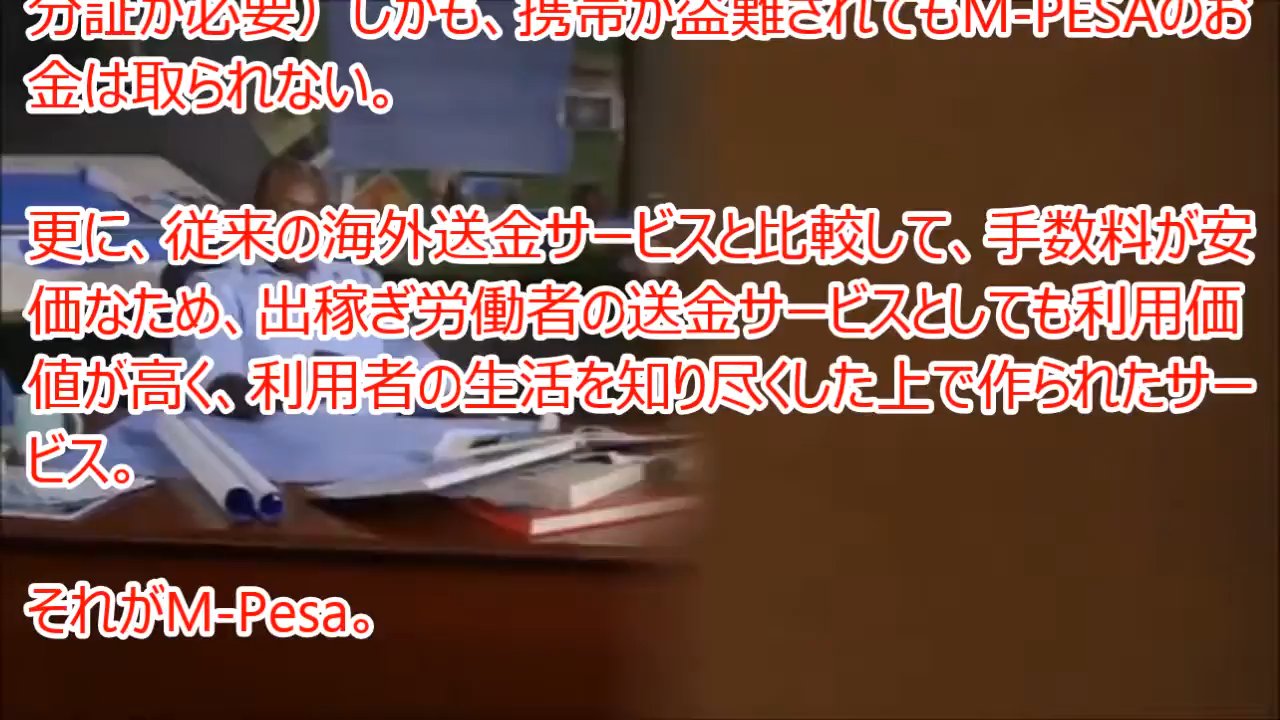 分証が必要）しかも、携帯が盗難されてもM-PESAのお
金は取られない。
更に、従来の海外送金サービスと比較して、手数料が安
価なため、出稼ぎ労働者の送金サービスとしても利用価
値が高く、利用者の生活を知り尽くした上で作られたサー
ビス。
それがM-Pesa。